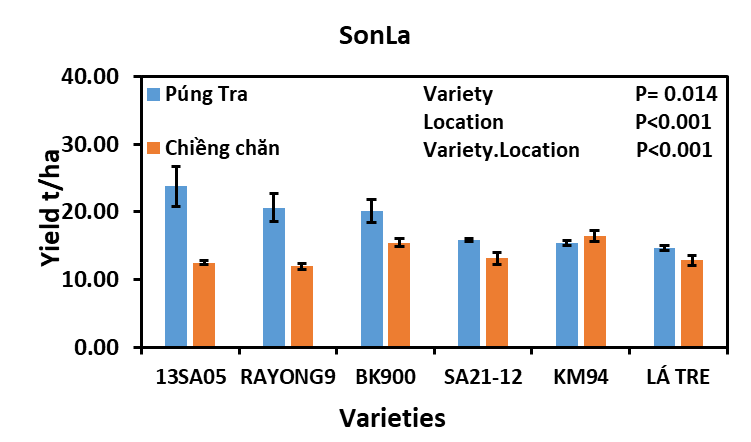 SonLa
40.00
30.00
20.00
10.00
0.00
Yield t/ha
Púng Tra
Chiềng chăn
Variety P= 0.014
Location P<0.001
Variety.Location P<0.001
13SA05 RAYONG9 BK900 SA21-12 KM94 LÁ TRE
Varieties